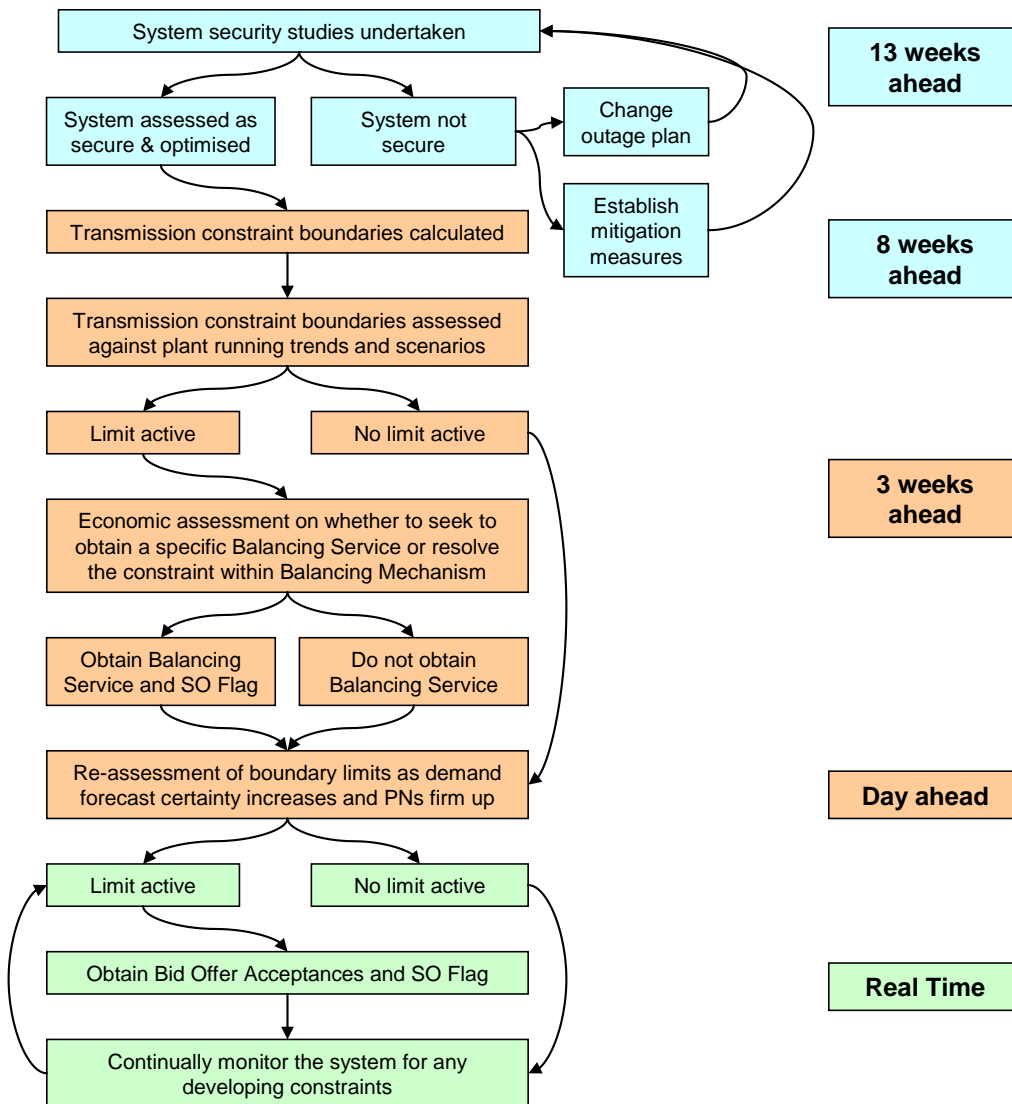 System security studies undertaken
13 weeks
ahead
System assessed as
secure & optimised
System not
secure
Change
outage plan
Establish
mitigation
measures
Transmission constraint boundaries calculated
8 weeks
ahead
Transmission constraint boundaries assessed
against plant running trends and scenarios
Limit active
No limit active
3 weeks
ahead
Economic assessment on whether to seek to
obtain a specific Balancing Service or resolve
the constraint within Balancing Mechanism
Obtain Balancing
Service and SO Flag
Do not obtain
Balancing Service
Re-assessment of boundary limits as demand
forecast certainty increases and PNs firm up
Day ahead
Limit active
No limit active
Obtain Bid Offer Acceptances and SO Flag
Real Time
Continually monitor the system for any
developing constraints